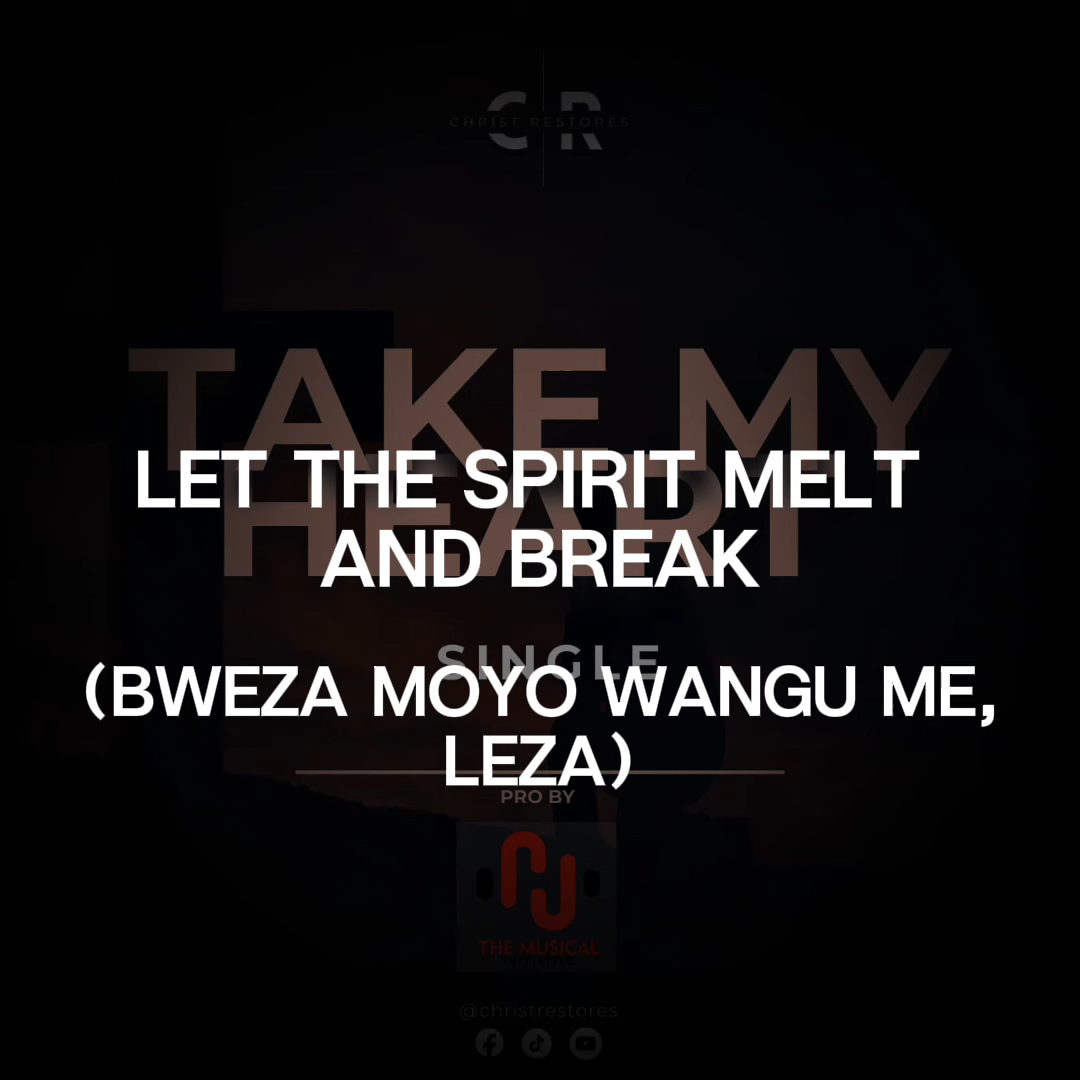 CR
CHRIST RESTORES
TAKE MY
HEART
LET THE SPIRIT MELT
AND BREAK
SINGLE
(BWEZA MOYO WANGU ME,
LEZA)
PRO BY
THE MUSICAL
@christrestores